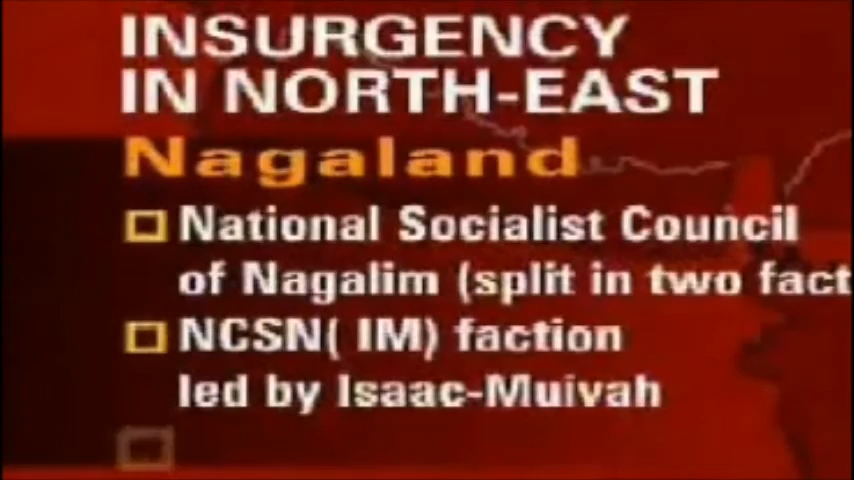 INSURGENCY
IN NORTH-EAST
Nagaland
National Socialist Council
of Nagalim (split in two fact
NCSN( IM) faction
led by Isaac-Muivah